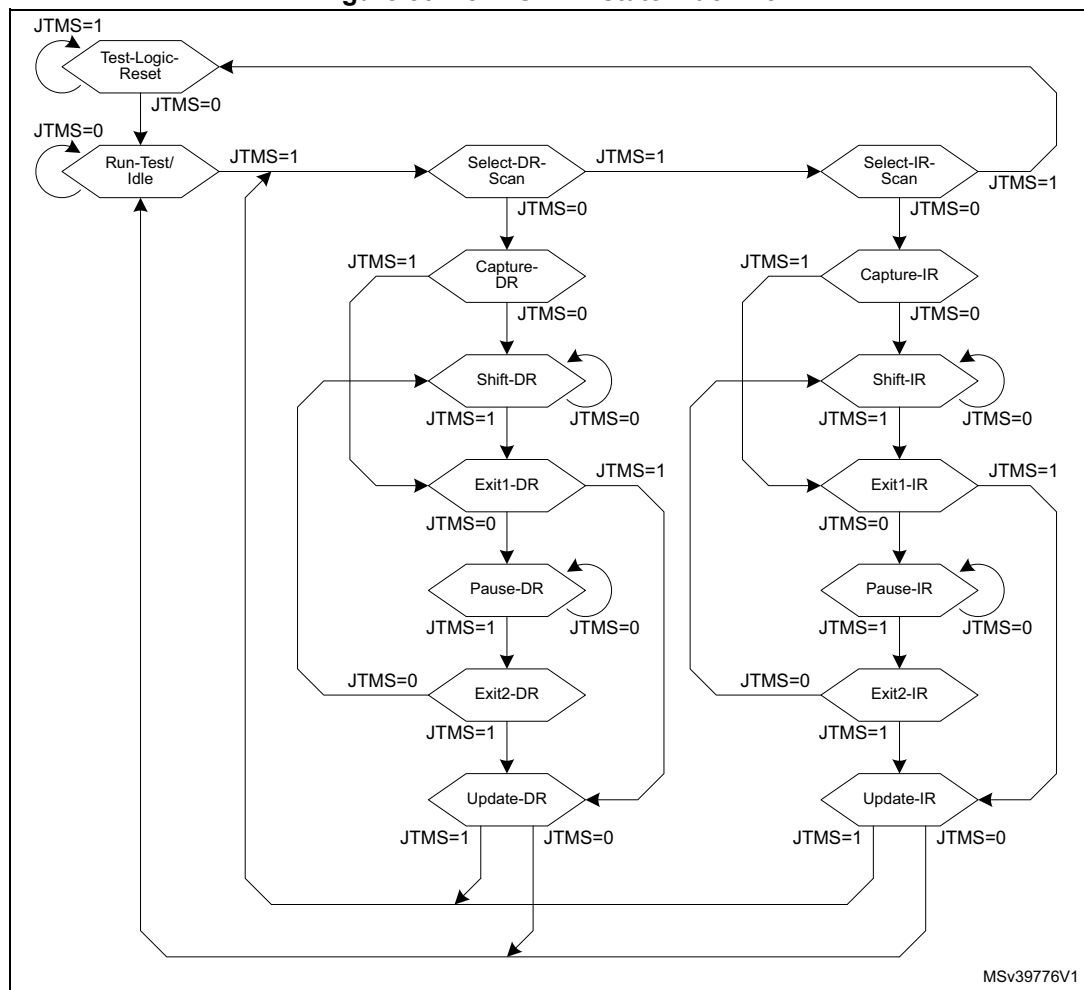 JTMS=1
Test-Logic-
Reset
JTMS=0
JTMS=0
Run-Test/
Idle
JTMS=1
Select-DR-
Scan
JTMS=1
Select-IR-
Scan
JTMS=1
JTMS=0
JTMS=0
JTMS=1
Capture-
DR
JTMS=1
Capture-IR
JTMS=0
JTMS=0
Shift-DR
Shift-IR
JTMS=1
JTMS=0
JTMS=1
JTMS=0
Exit1-DR
JTMS=1
Exit1-IR
JTMS=1
JTMS=0
JTMS=0
Pause-DR
Pause-IR
JTMS=1
JTMS=0
JTMS=1
JTMS=0
JTMS=0
Exit2-DR
JTMS=0
Exit2-IR
JTMS=1
JTMS=1
Update-DR
Update-IR
JTMS=1
JTMS=0
JTMS=1
JTMS=0
MSv39776V1